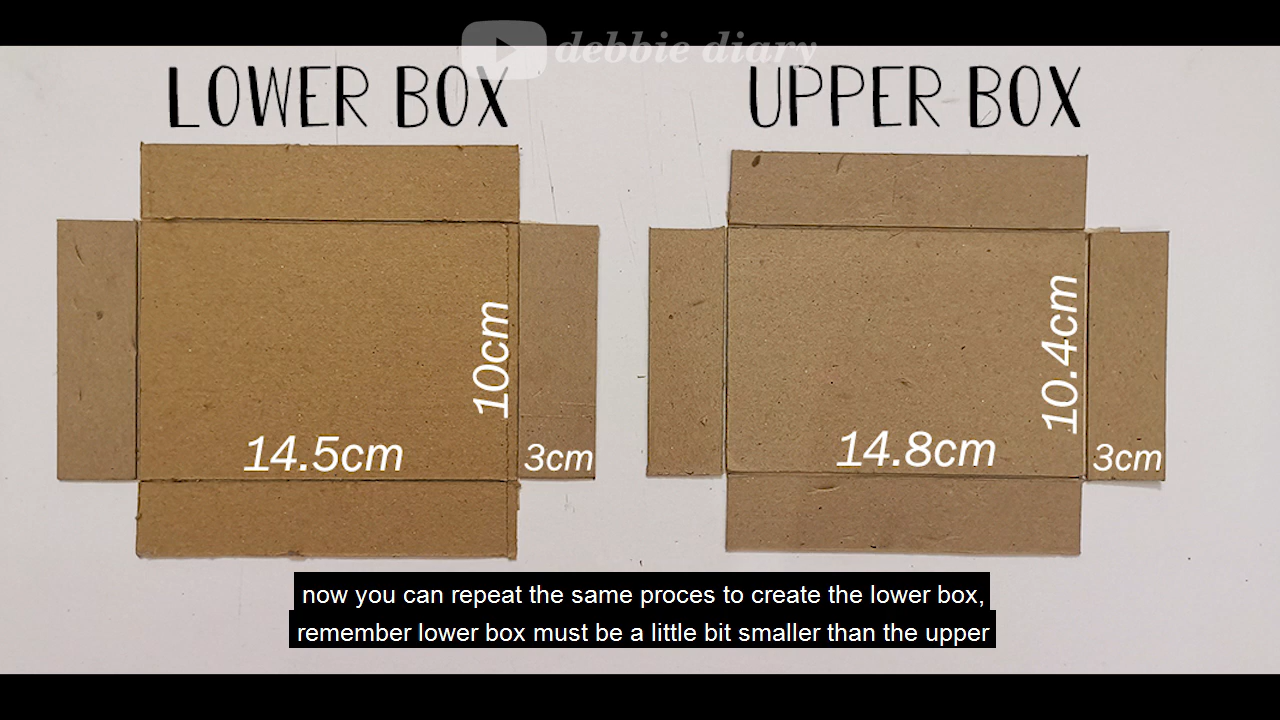 debbie diary
LOWER BOX
UPPER BOX
10cm
14.5cm
3cm
10.4cm
14.8cm
3cm
now you can repeat the same proces to create the lower box,
remember lower box must be a little bit smaller than the upper